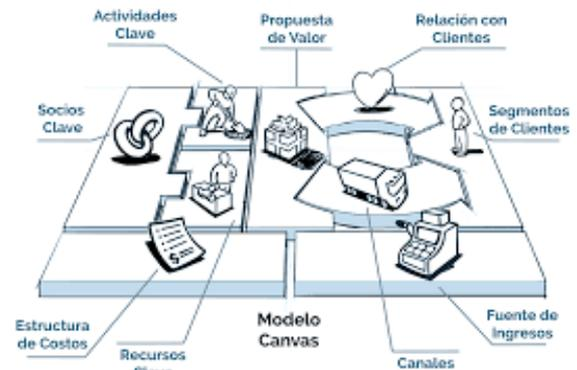 Actividades
Clave
Propuesta
de Valor
Relación con
Clientes
Socios
Clave
Segmentos
de Clientes
$
Estructura
de Costos
Recursos
Modelo
Canvas
Canales
Fuente de
Ingresos